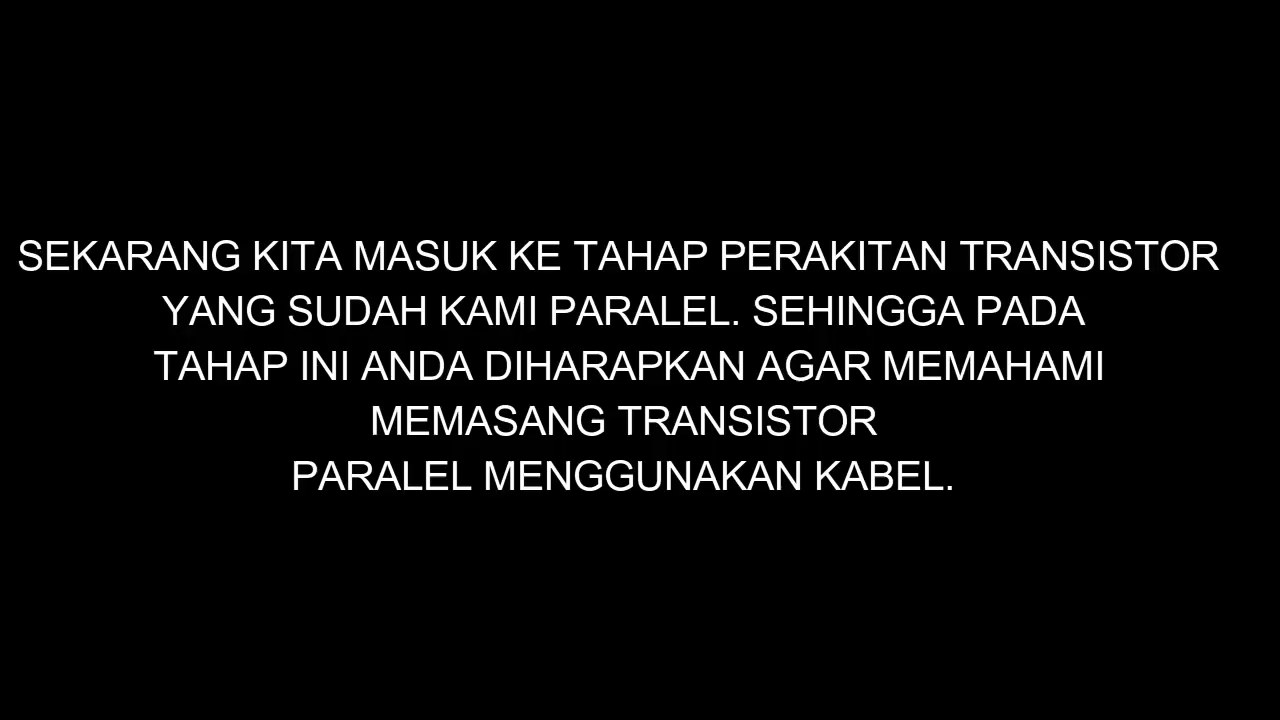 SEKARANG KITA MASUK KE TAHAP PERAKITAN TRANSISTOR
YANG SUDAH KAMI PARALEL. SEHINGGA PADA
TAHAP INI ANDA DIHARAPKAN AGAR MEMAHAMI
MEMASANG TRANSISTOR
PARALEL MENGGUNAKAN KABEL.